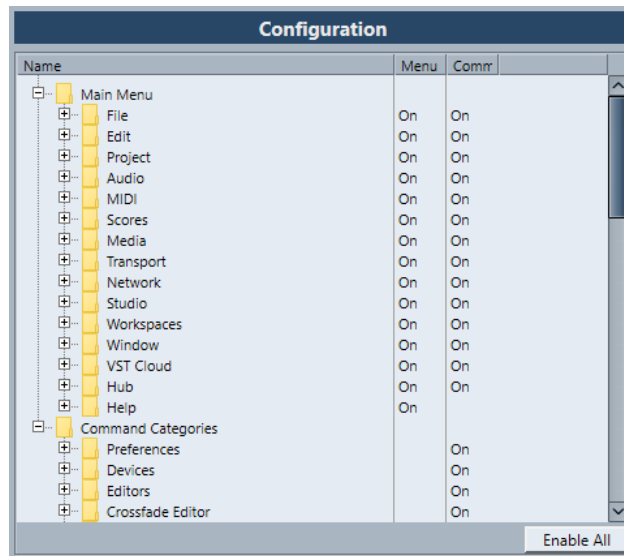 Configuration
Name Menu Comm
Main Menu
File On On
Edit On On
Project On On
Audio On On
MIDI On On
Scores On On
Media On On
Transport On On
Network On On
Studio On On
Workspaces On On
Window On On
VST Cloud On On
Hub On On
Help On
Command Categories
Preferences On
Devices On
Editors On
Crossfade Editor On
Enable All